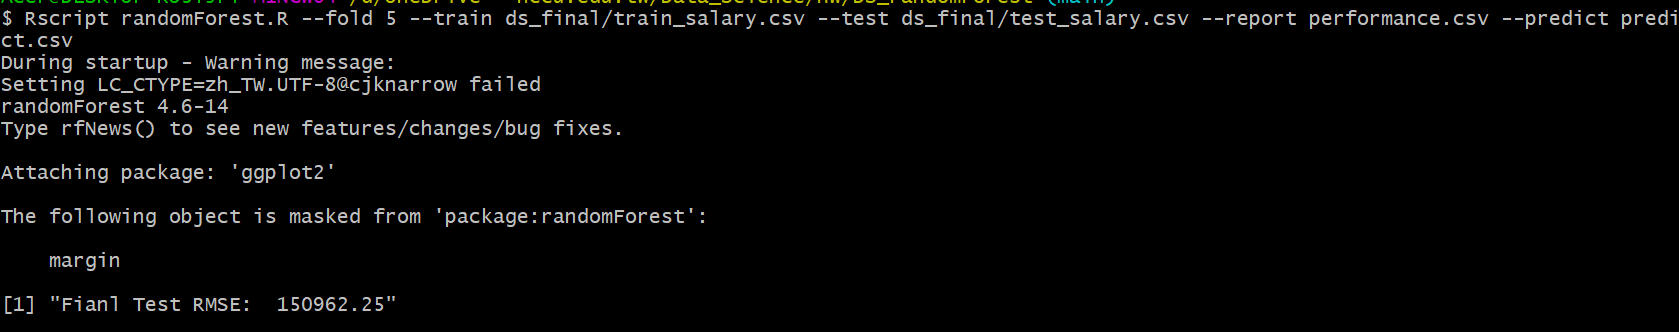 $ Rscript randomForest.R --fold 5 --train ds_final/train_salary.csv --test ds_final/test_salary.csv --report performance.csv --predict predi
ct.csv
During startup - Warning message:
Setting LC_CTYPE=zh_TW.UTF-8@cjknarrow failed
randomForest 4.6-14
Type rfNews() to see new features/changes/bug fixes.
Attaching package: 'ggplot2'
The following object is masked from 'package:randomForest':
margin
[1] "Fianl Test RMSE:  150962.25"